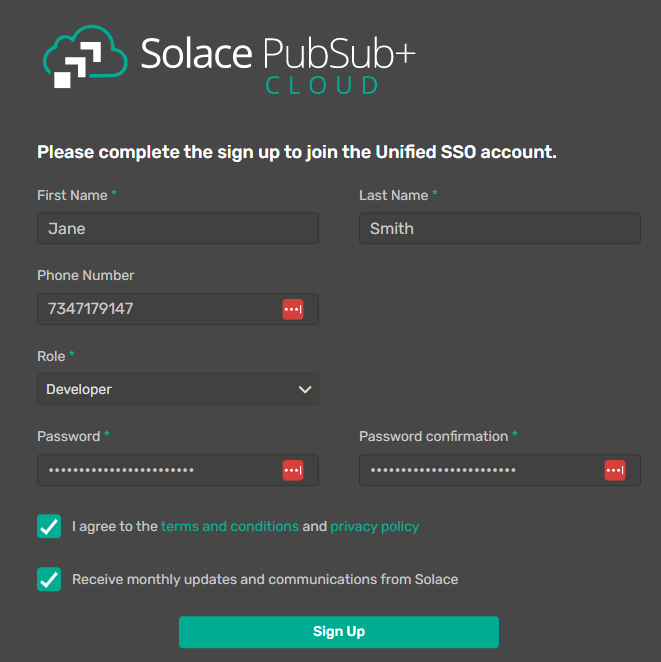 Solace PubSub+
CLOUD
Please complete the sign up to join the Unified SSO account.
First Name *
Last Name *
Jane
Smith
Phone Number
7347179147
Role *
Developer
Password *
Password confirmation *
••••••••••••••••••••••••
••••••••••••••••••••••••
I agree to the terms and conditions and privacy policy
Receive monthly updates and communications from Solace
Sign Up